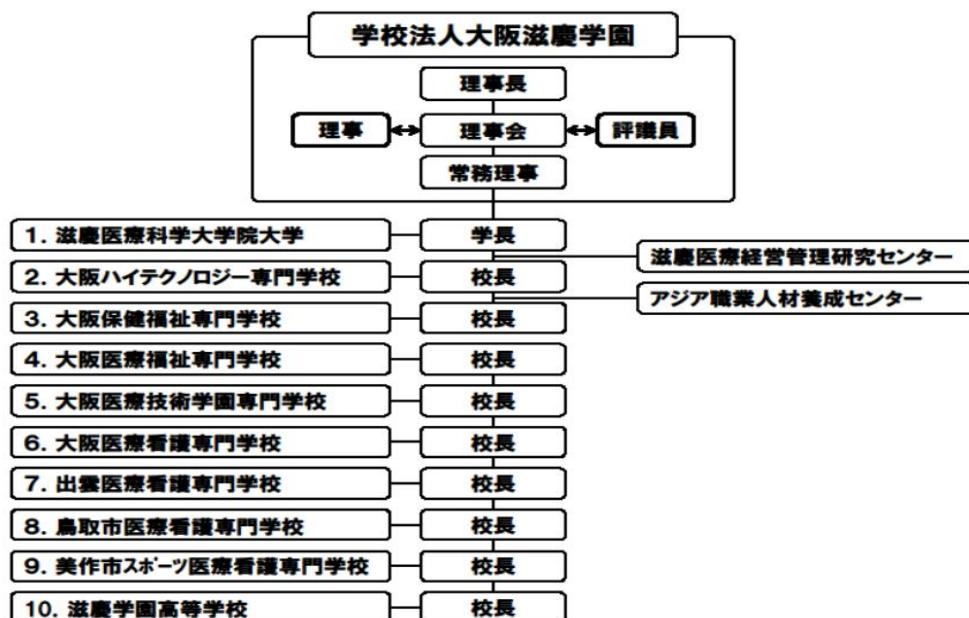 学校法人大阪滋慶学園
理事長
理事 ↔ 理事会 ↔ 評議員
常務理事
1. 滋慶医療科学大学院大学 学長
滋慶医療経営管理研究センター
2. 大阪ハイテクノロジー専門学校 校長
アジア職業人材養成センター
3. 大阪保健福祉専門学校 校長
4. 大阪医療福祉専門学校 校長
5. 大阪医療技術学園専門学校 校長
6. 大阪医療看護専門学校 校長
7. 出雲医療看護専門学校 校長
8. 鳥取市医療看護専門学校 校長
9. 美作市スポーツ医療看護専門学校 校長
10. 滋慶学園高等学校 校長